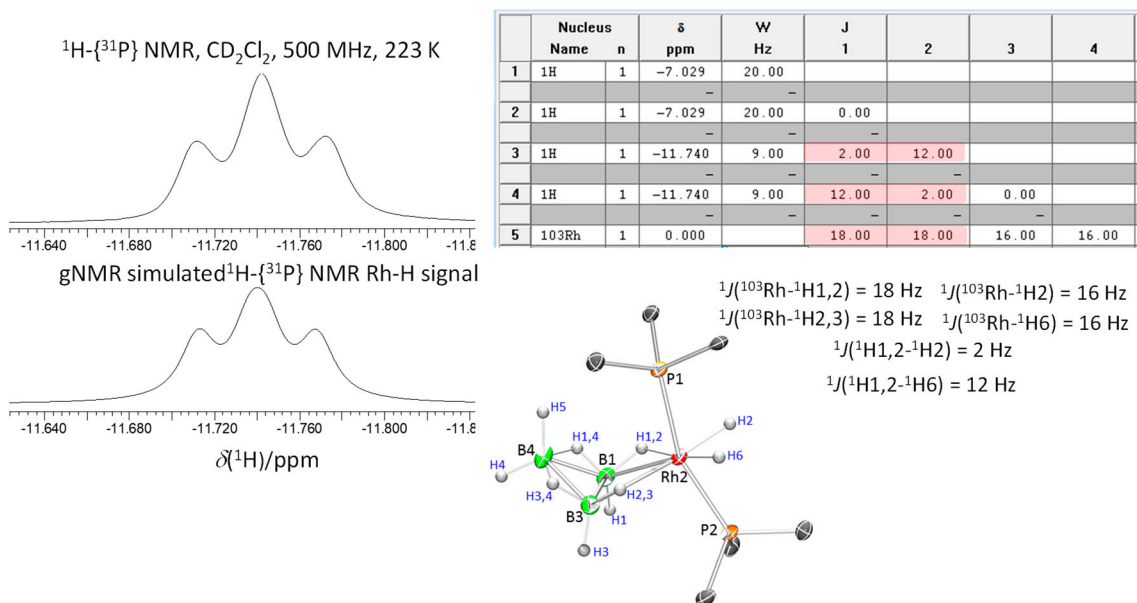 ¹H-{³¹P} NMR, CD₂Cl₂, 500 MHz, 223 K
-11.640 -11.720 -11.760 -11.800 -11.8
gNMR simulated¹H-{³¹P} NMR Rh-H signal
-11.640 -11.720 -11.760 -11.800 -11.8
δ(¹H)/ppm
Nucleus δ W J
Name n ppm Hz 1 2 3 4
1 1H 1 -7.029 20.00
– –
2 1H 1 -7.029 20.00 0.00
– – –
3 1H 1 -11.740 9.00 2.00 12.00
– – – –
4 1H 1 -11.740 9.00 12.00 2.00 0.00
– – – – –
5 103Rh 1 0.000 18.00 18.00 16.00 16.00
¹J(¹⁰³Rh-¹H1,2) = 18 Hz ¹J(¹⁰³Rh-¹H2) = 16 Hz
¹J(¹⁰³Rh-¹H2,3) = 18 Hz ¹J(¹⁰³Rh-¹H6) = 16 Hz
¹J(¹H1,2-¹H2) = 2 Hz
¹J(¹H1,2-¹H6) = 12 Hz
P1
H5
H2
B4 H1,4 B1 H1,2
H6
Rh2
H4
H3,4 H2,3
B3 H1
P2
H3